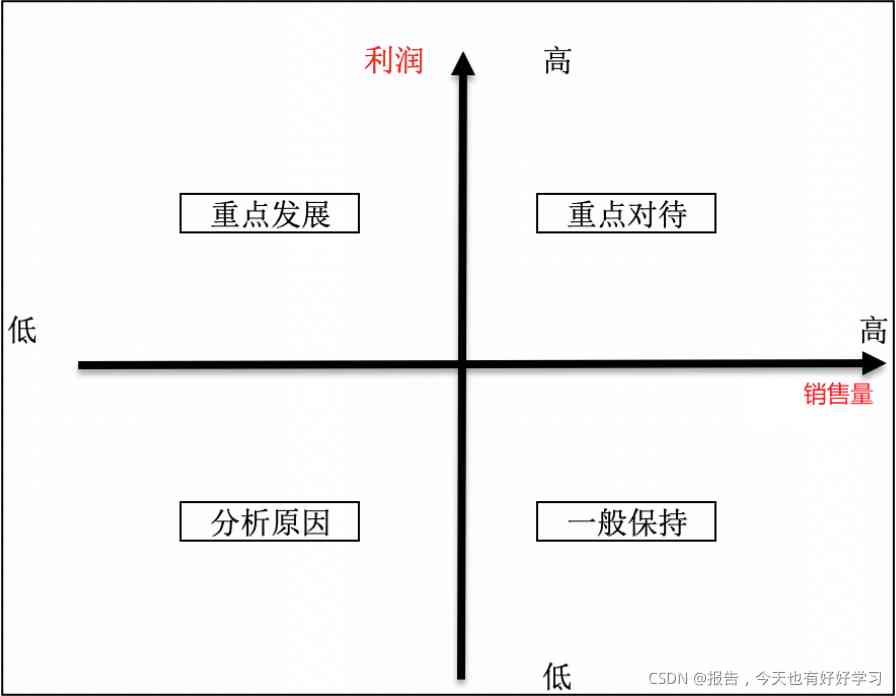 利润 高
重点发展 重点对待
低 高
销售量
分析原因 一般保持
低
CSDN @报告，今天也有好好学习